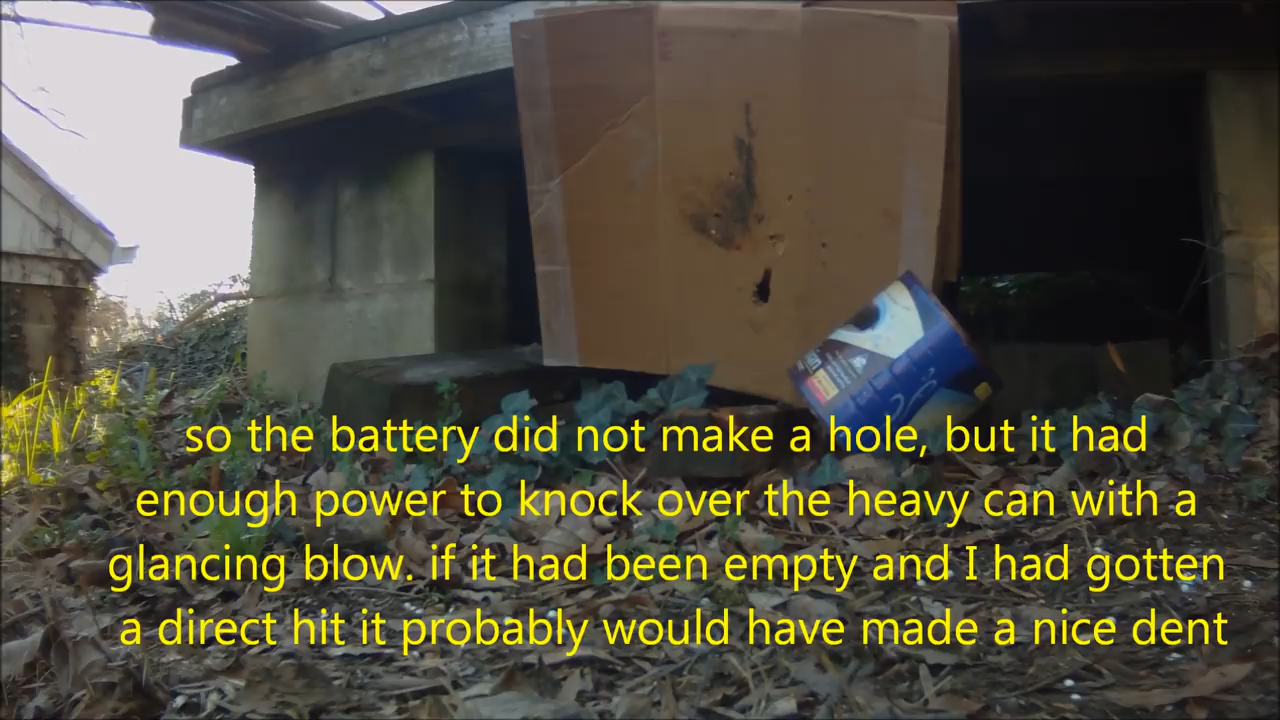 so the battery did not make a hole, but it had
enough power to knock over the heavy can with a
glancing blow. if it had been empty and I had gotten
a direct hit it probably would have made a nice dent